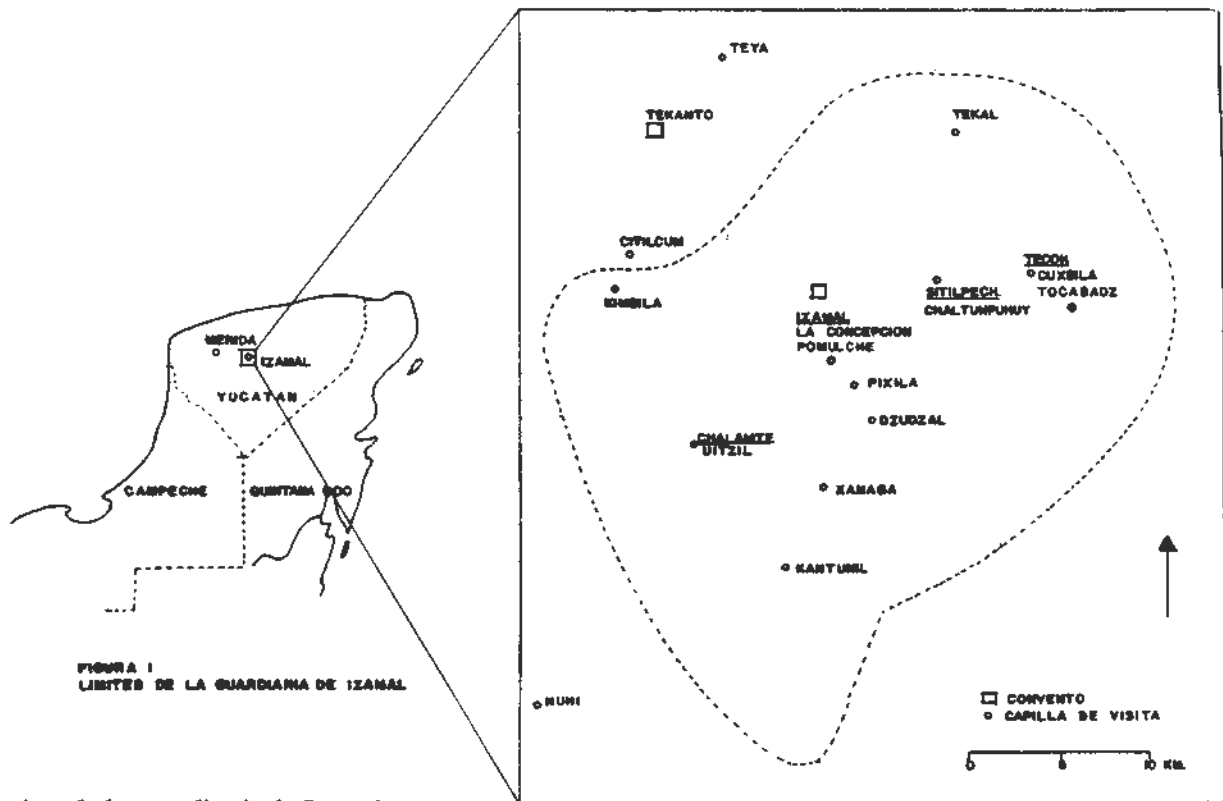 TEYA
TEKANTO
TEKAL
CITILCUM
KIMBILA
TECOH
CUXBILA
TOCABADZ
SITILPECH
CHALTUNPUHUY
IZAMAL
LA CONCEPCION
POMULCHE
PIXILA
DZUDZAL
CHALAMTE
UITZIL
XANABA
KANTUNIL
MERIDA
IZAMAL
YUCATAN
CAMPECHE
QUINTANA ROO
FIGURA I
LIMITES DE LA GUARDIANIA DE IZAMAL
CONVENTO
CAPILLA DE VISITA
0 5 10 KM.